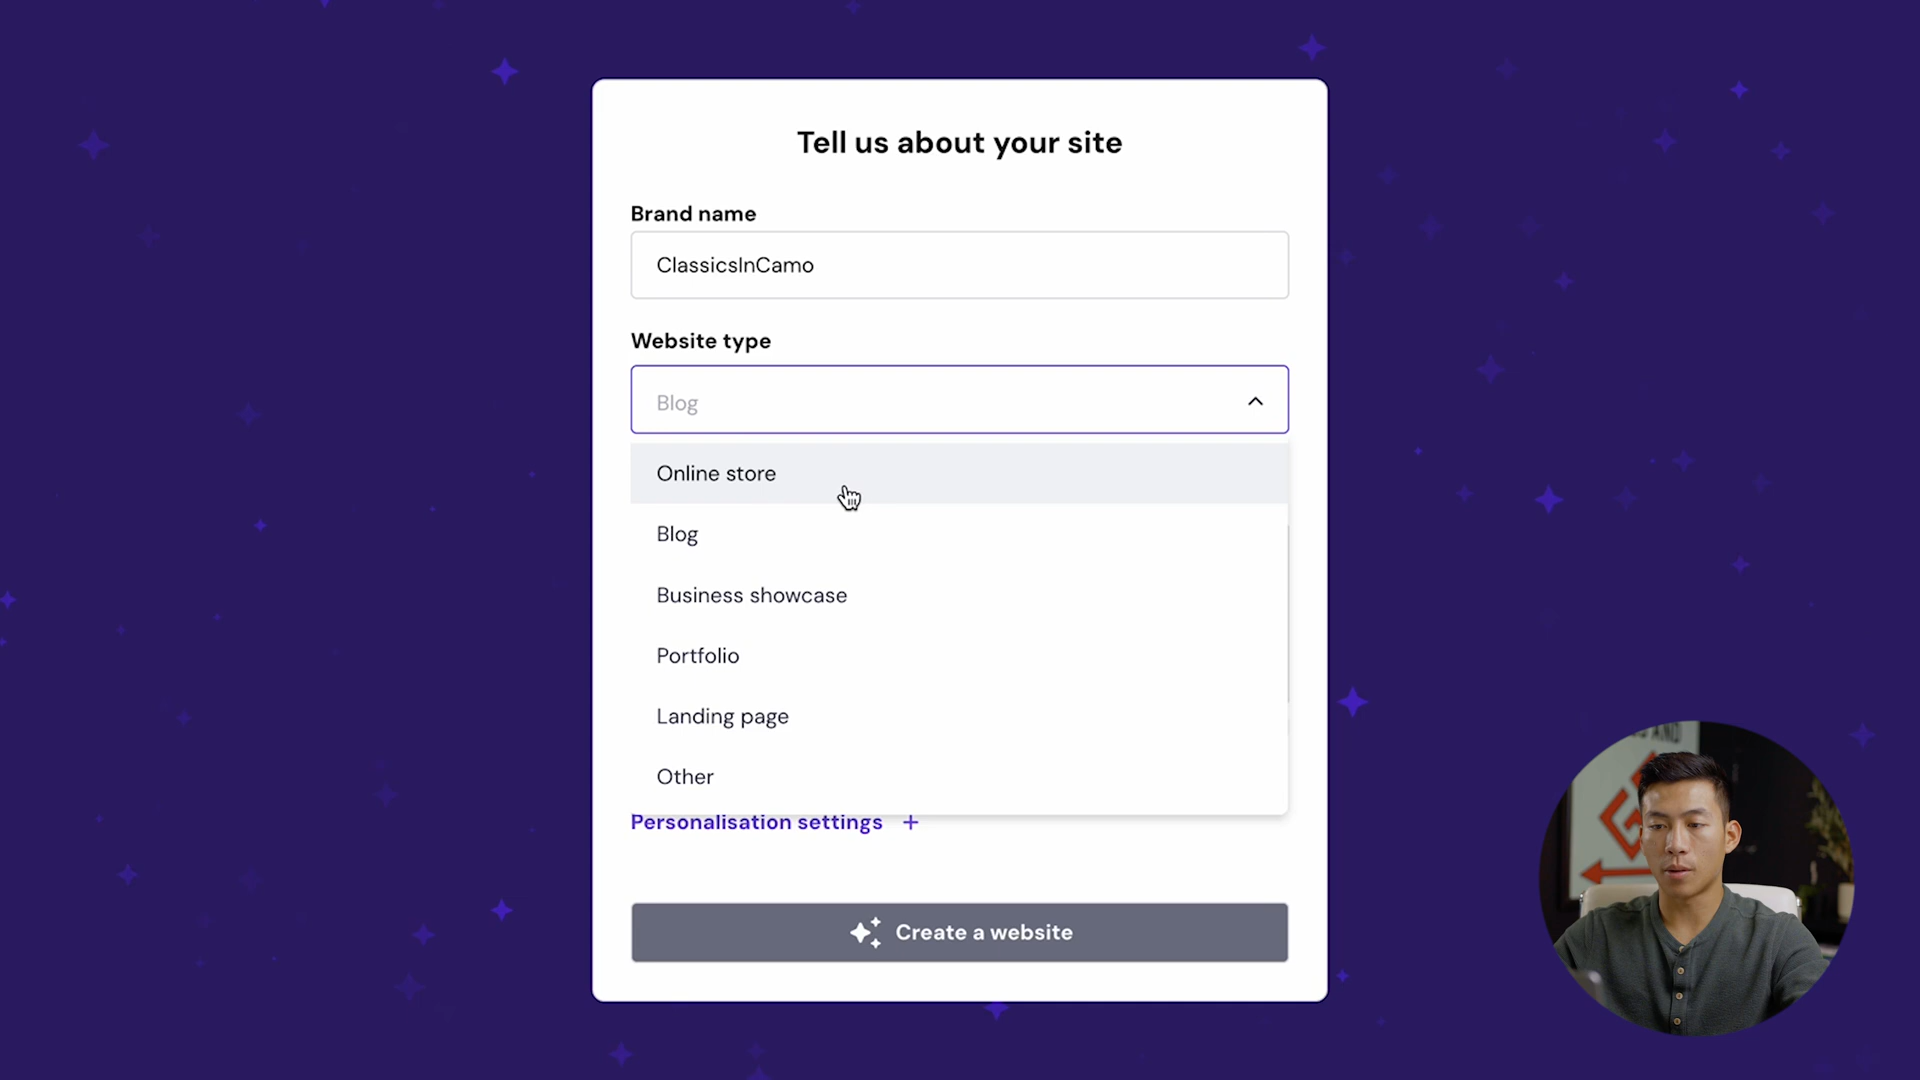 Tell us about your site
Brand name
ClassicsInCamo
Website type
Blog
Online store
Blog
Business showcase
Portfolio
Landing page
Other
Personalisation settings +
Create a website